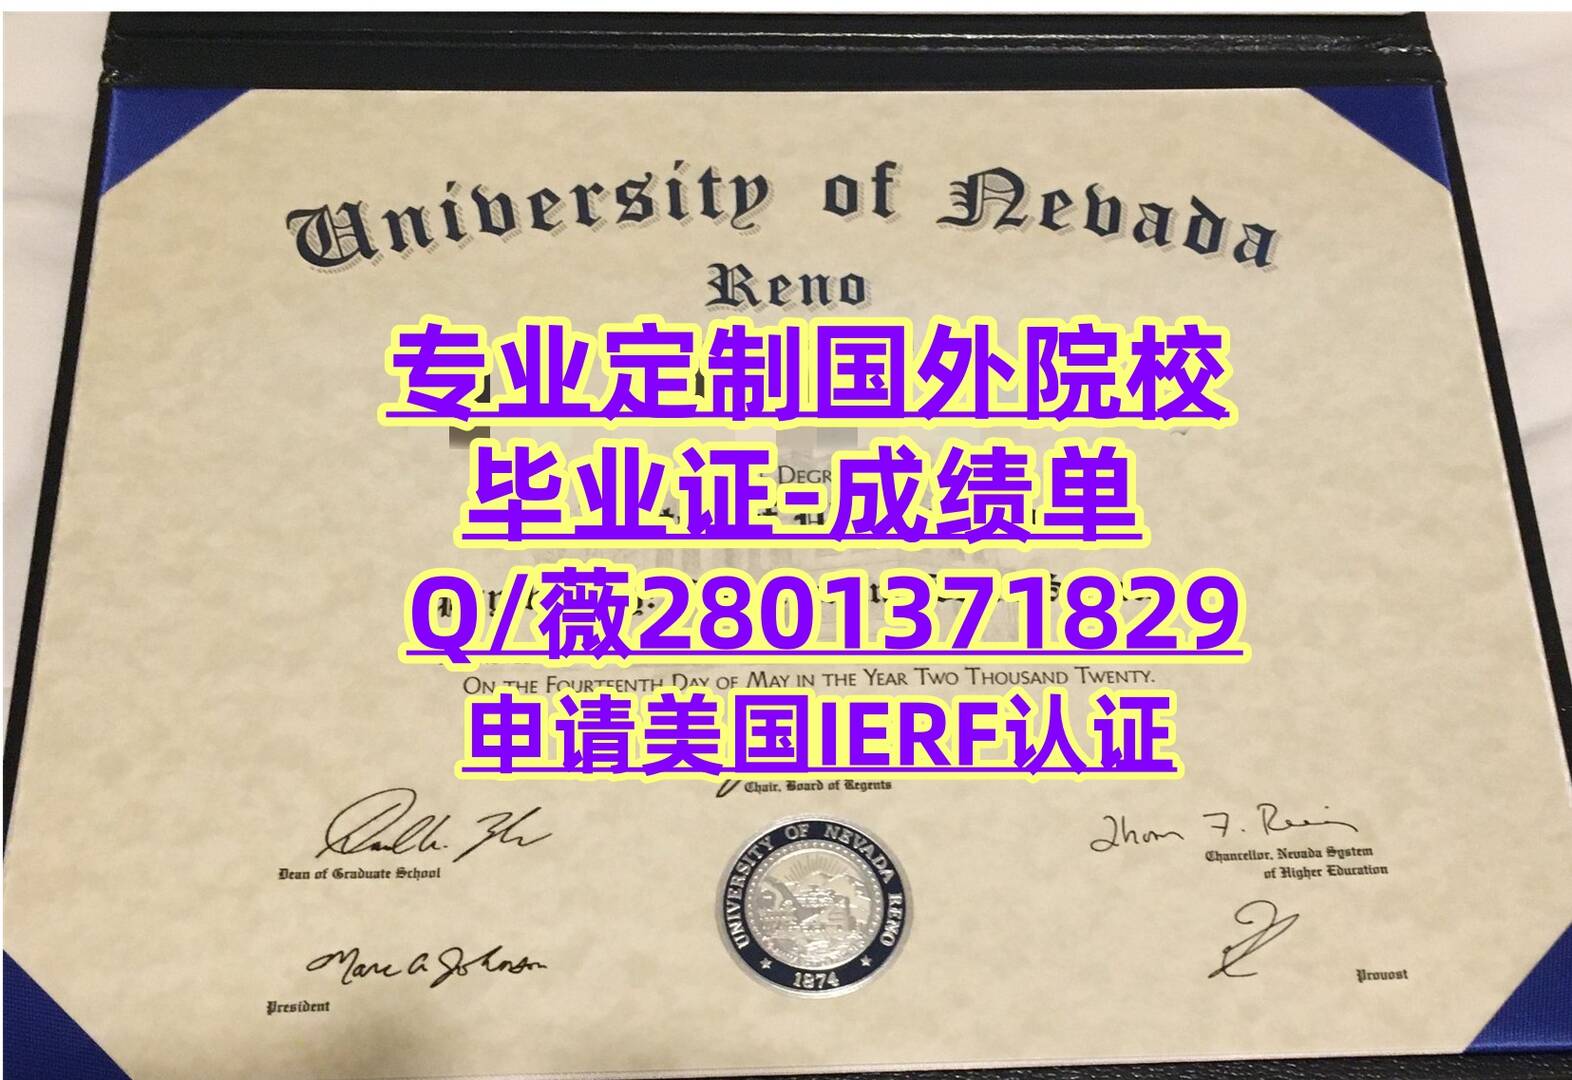 University of Nevada
Reno
专业定制国外院校
毕业证-成绩单
Q/薇2801371829
ON THE FOURTEENTH DAY OF MAY IN THE YEAR TWO THOUSAND TWENTY.
申请美国IERF认证
Chair, Board of Regents
Dean of Graduate School
Chancellor, Nevada System
of Higher Education
UNIVERSITY OF NEVADA RENO
1874
Marc A Johnson
President
Provost